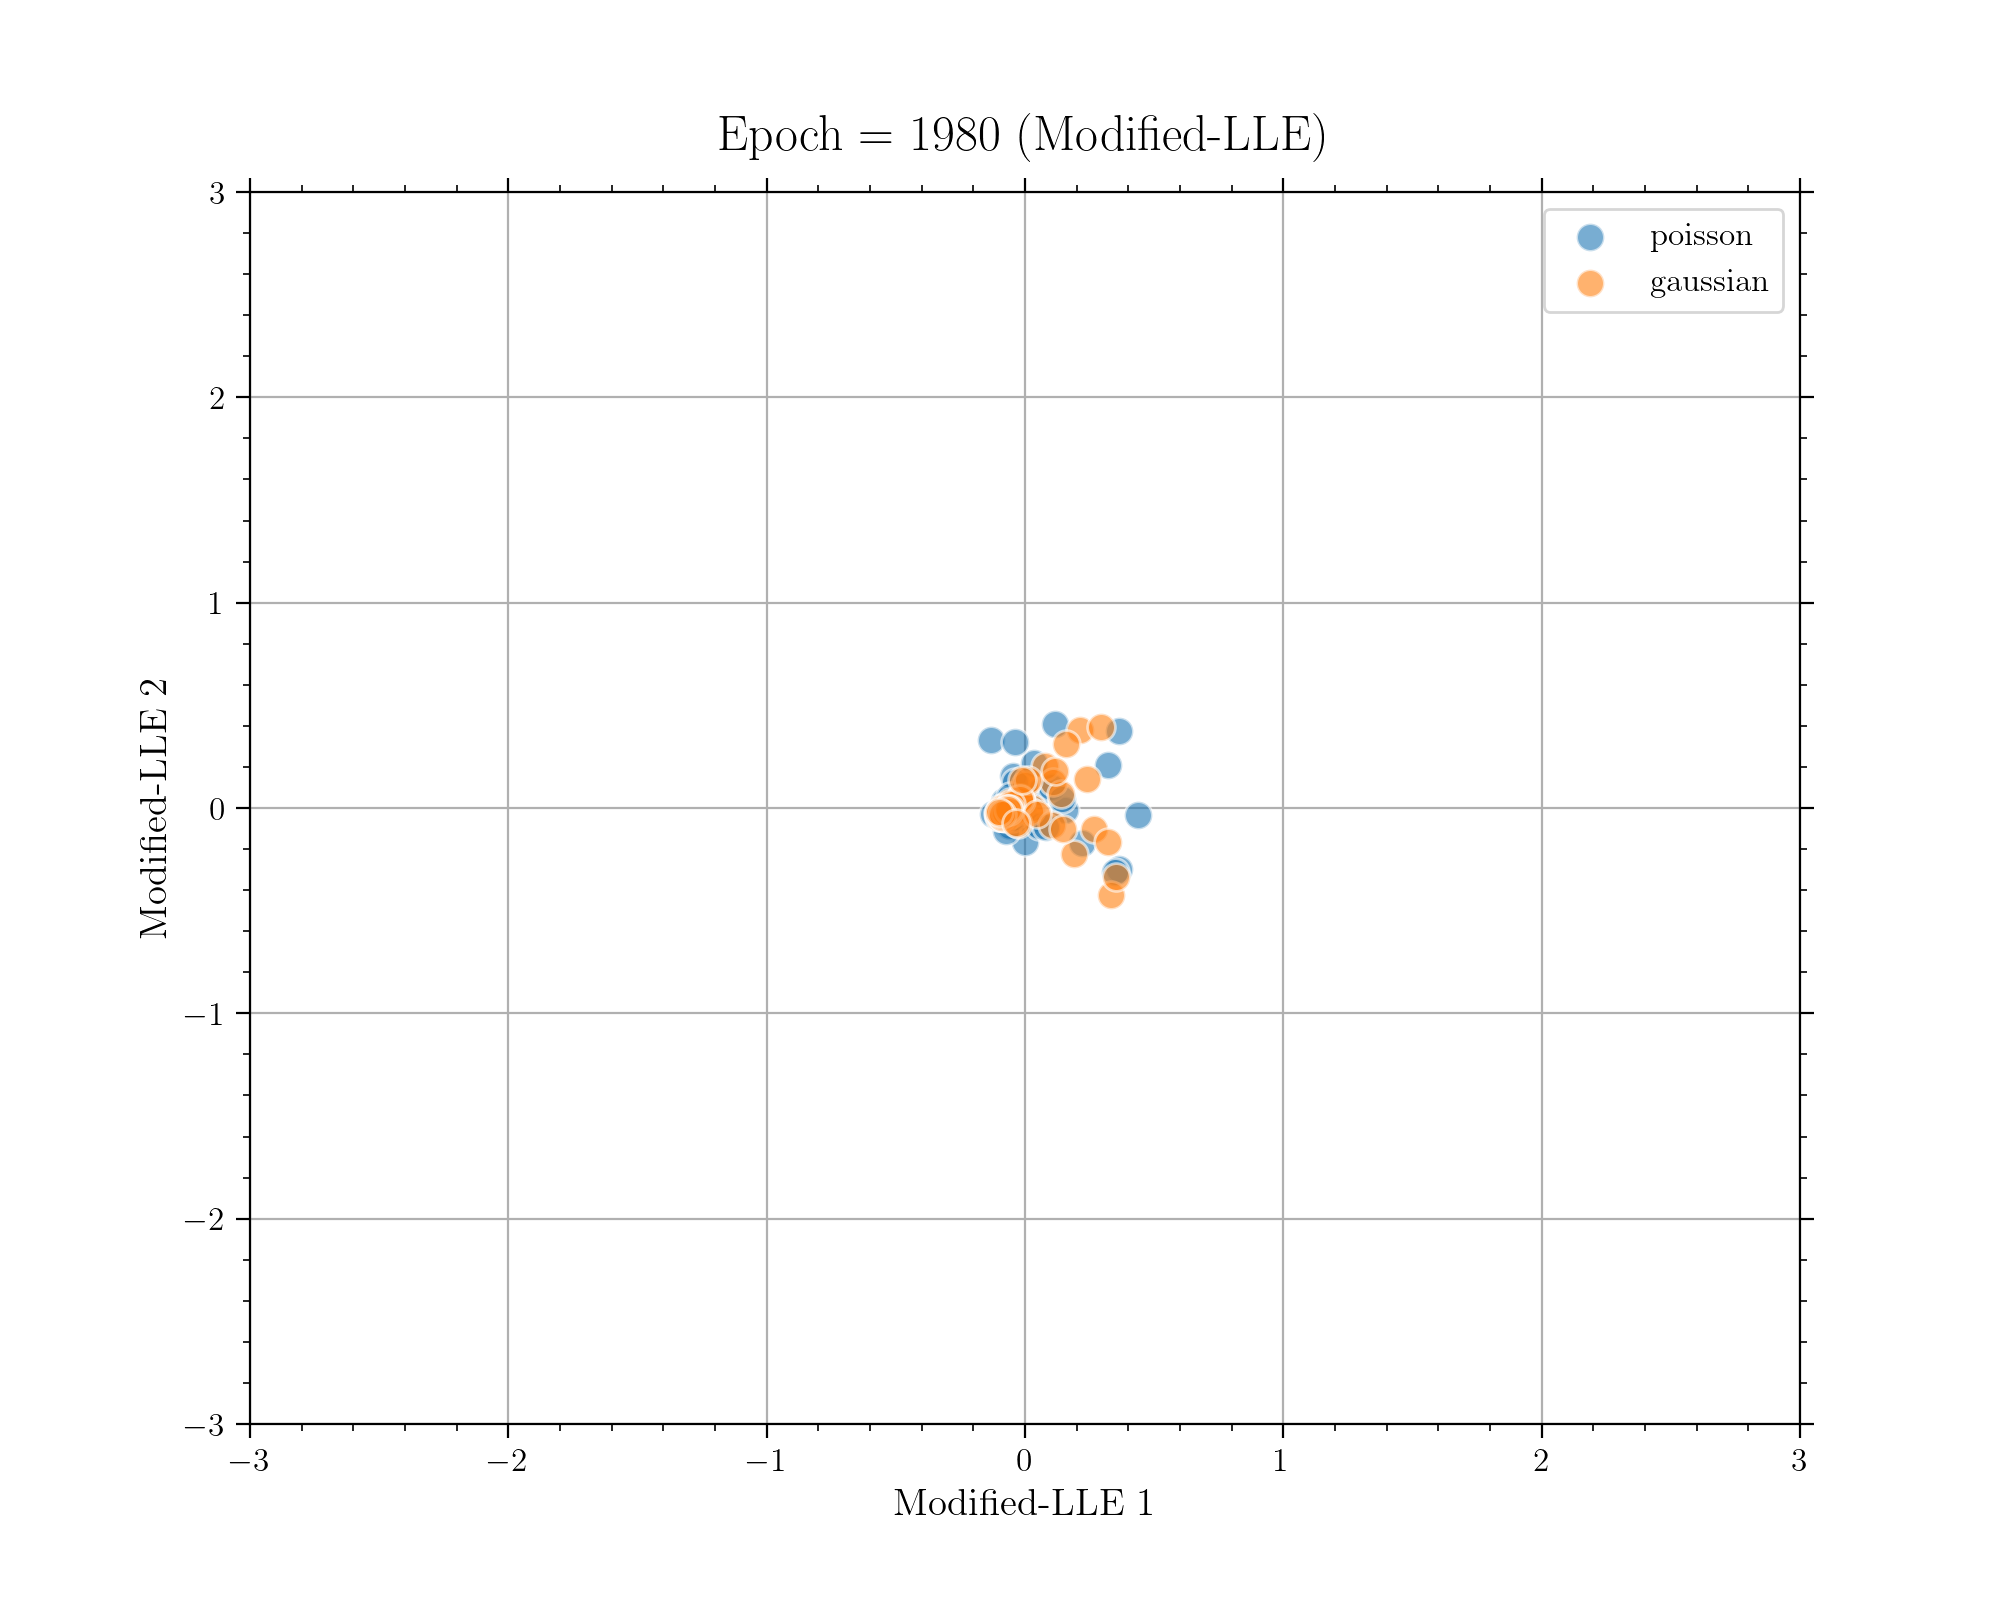 Epoch = 1980 (Modified-LLE)
poisson
gaussian
3
2
1
0
−1
−2
−3
Modified-LLE 2
−3
−2
−1
0
1
2
3
Modified-LLE 1